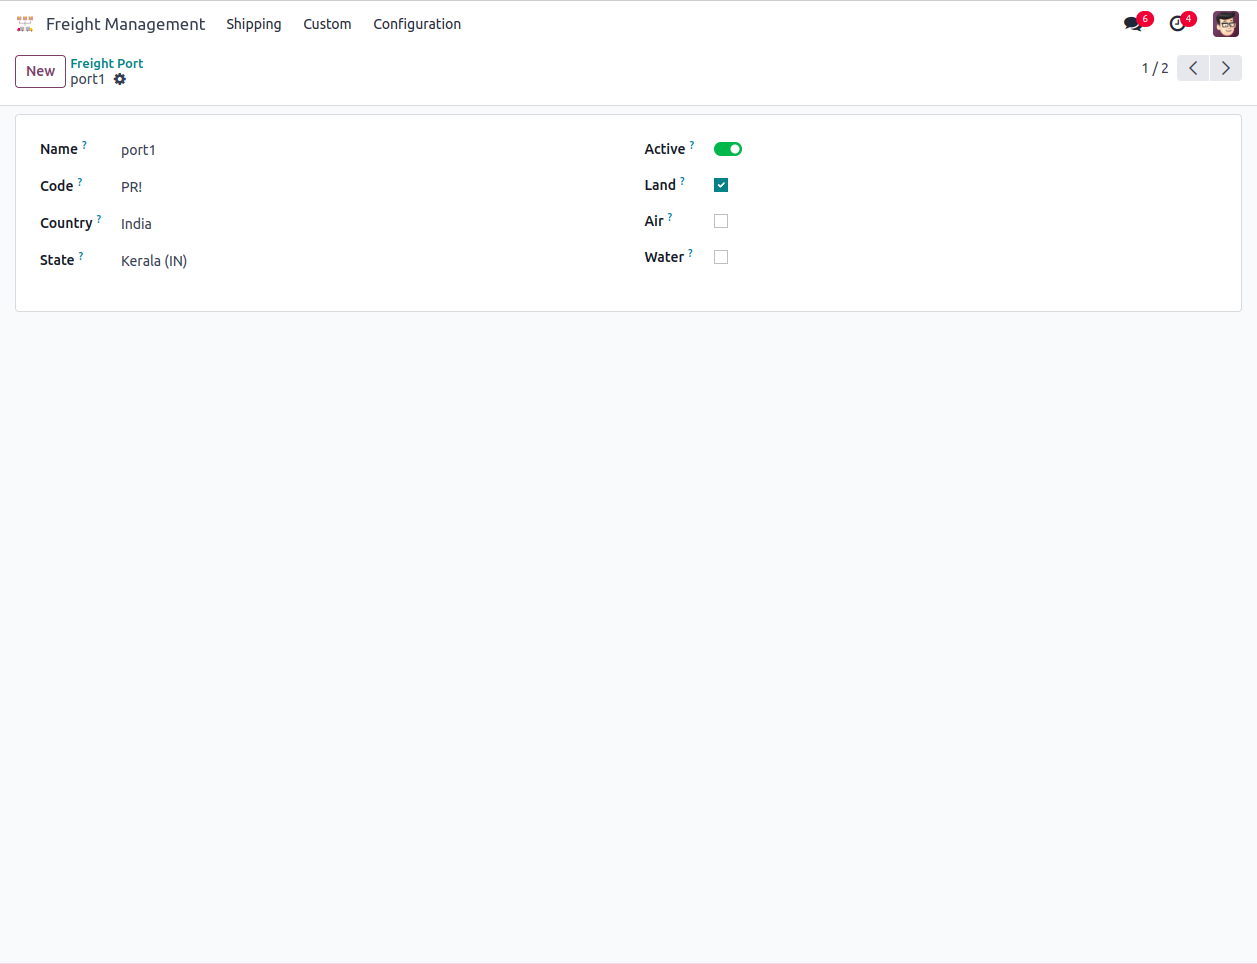 Freight Management Shipping Custom Configuration 6 4
New Freight Port
port1
1 / 2
Name ? port1
Code ? PR!
Country ? India
State ? Kerala (IN)
Active ?
Land ?
Air ?
Water ?